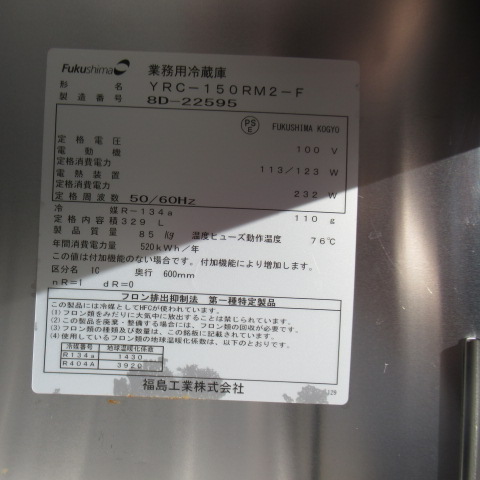 Fukushima 業務用冷蔵庫
形名 YRC-150RM2-F
製造番号 8D-22595
PS E FUKUSHIMA KOGYO
定格電圧 100 V
電動機
定格消費電力 113/123 W
電熱装置
定格消費電力 232 W
定格周波数 50/60Hz
冷媒R-134a 110 g
定格内容積 329 L
製品質量 85 kg 温度ヒューズ動作温度 76℃
年間消費電力量 520kWh/年
この値は付加機能のない場合です。付加機能により増加します。
区分名 1C 奥行 600mm
nR=1 dR=0
フロン排出抑制法 第一種特定製品
この製品には冷媒としてHFCが使われています。
(1)フロン類をみだりに大気中に放出することは禁じられています。
(2)この製品を廃棄・整備する場合には、フロン類の回収が必要です。
(3)フロン類の種類及び数量は、この銘板に記載されています。
(4)使用しているフロン類の地球温暖化係数は、以下のとおりです。
冷媒番号 地球温暖化係数
R134a 1430
R404A 3920
福島工業株式会社